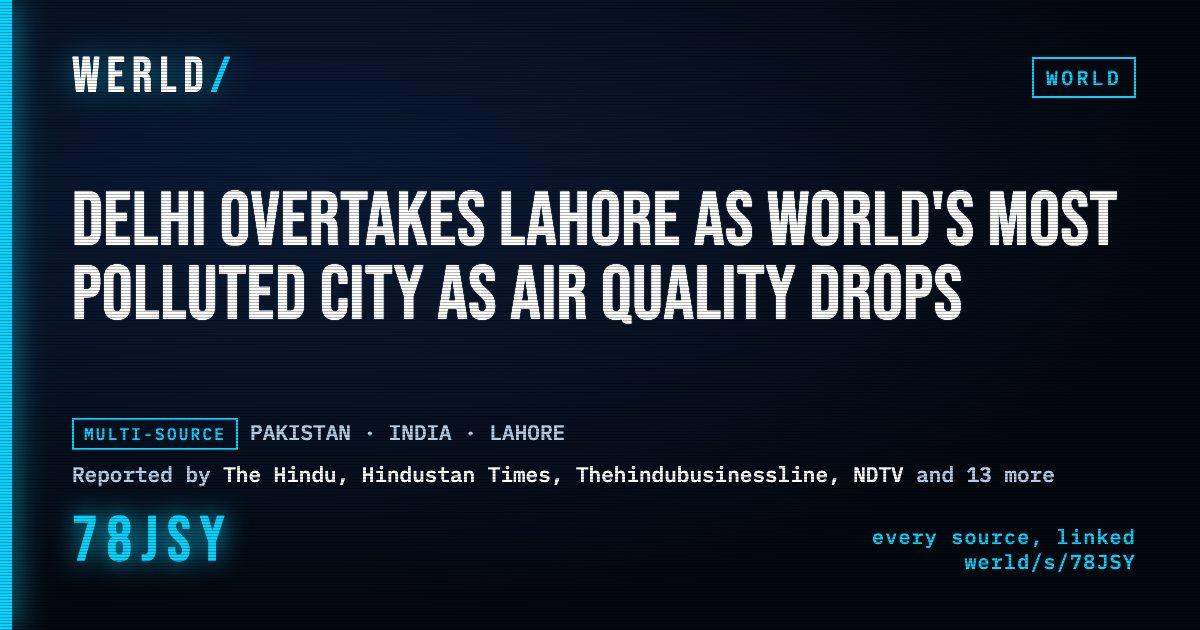 WERLD/
WORLD
DELHI OVERTAKES LAHORE AS WORLD'S MOST
POLLUTED CITY AS AIR QUALITY DROPS
MULTI-SOURCE PAKISTAN · INDIA · LAHORE
Reported by The Hindu, Hindustan Times, Thehindubusinessline, NDTV and 13 more
78JSY
every source, linked
werld/s/78JSY